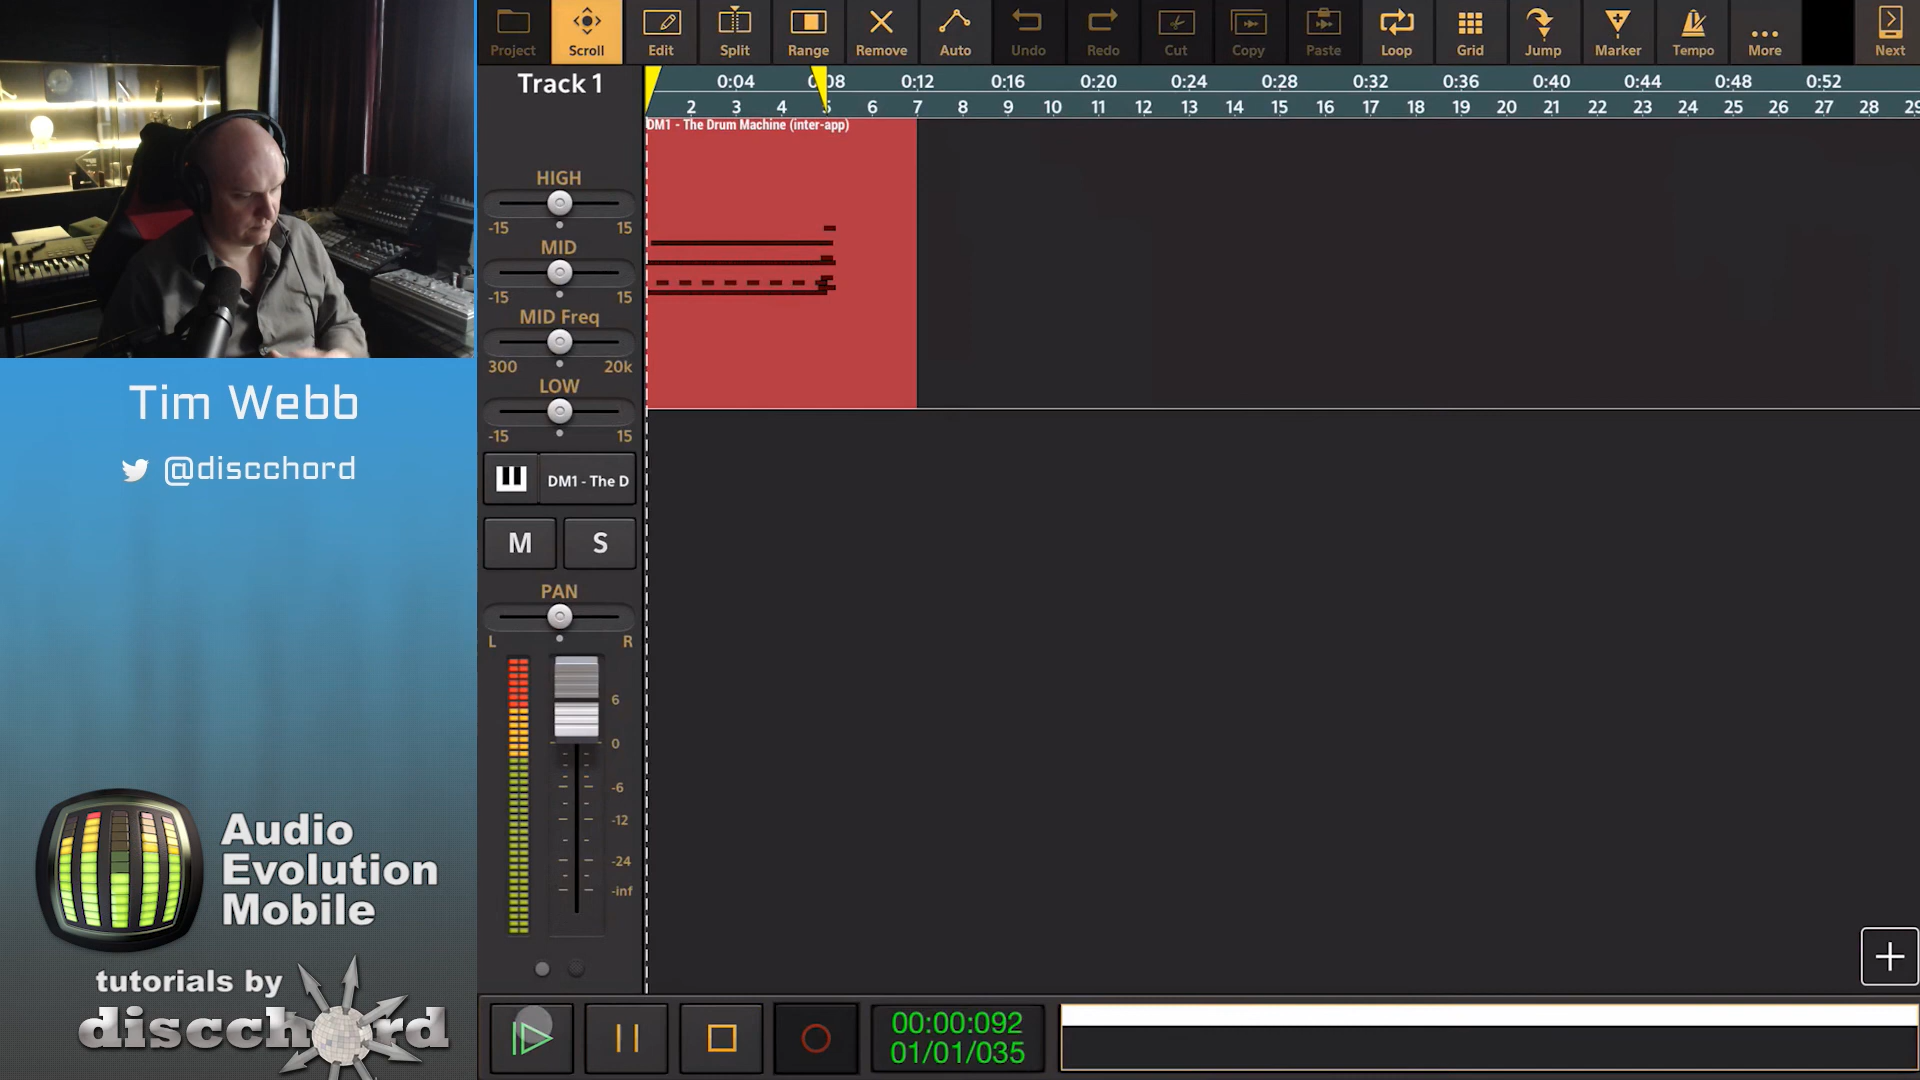 Project Scroll Edit Split Range Remove Auto Undo Redo Cut Copy Paste Loop Grid Jump Marker Tempo More Next
Track 1
0:04 0:08 0:12 0:16 0:20 0:24 0:28 0:32 0:36 0:40 0:44 0:48 0:52
2 3 4 5 6 7 8 9 10 11 12 13 14 15 16 17 18 19 20 21 22 23 24 25 26 27 28 29
DM1 - The Drum Machine (inter-app)
HIGH
-15 15
MID
-15 15
MID Freq
300 20k
LOW
-15 15
DM1 - The D
M S
PAN
L R
6
0
-6
-12
-24
-inf
00:00:092
01/01/035
Tim Webb
@discchord
Audio
Evolution
Mobile
tutorials by
discchord